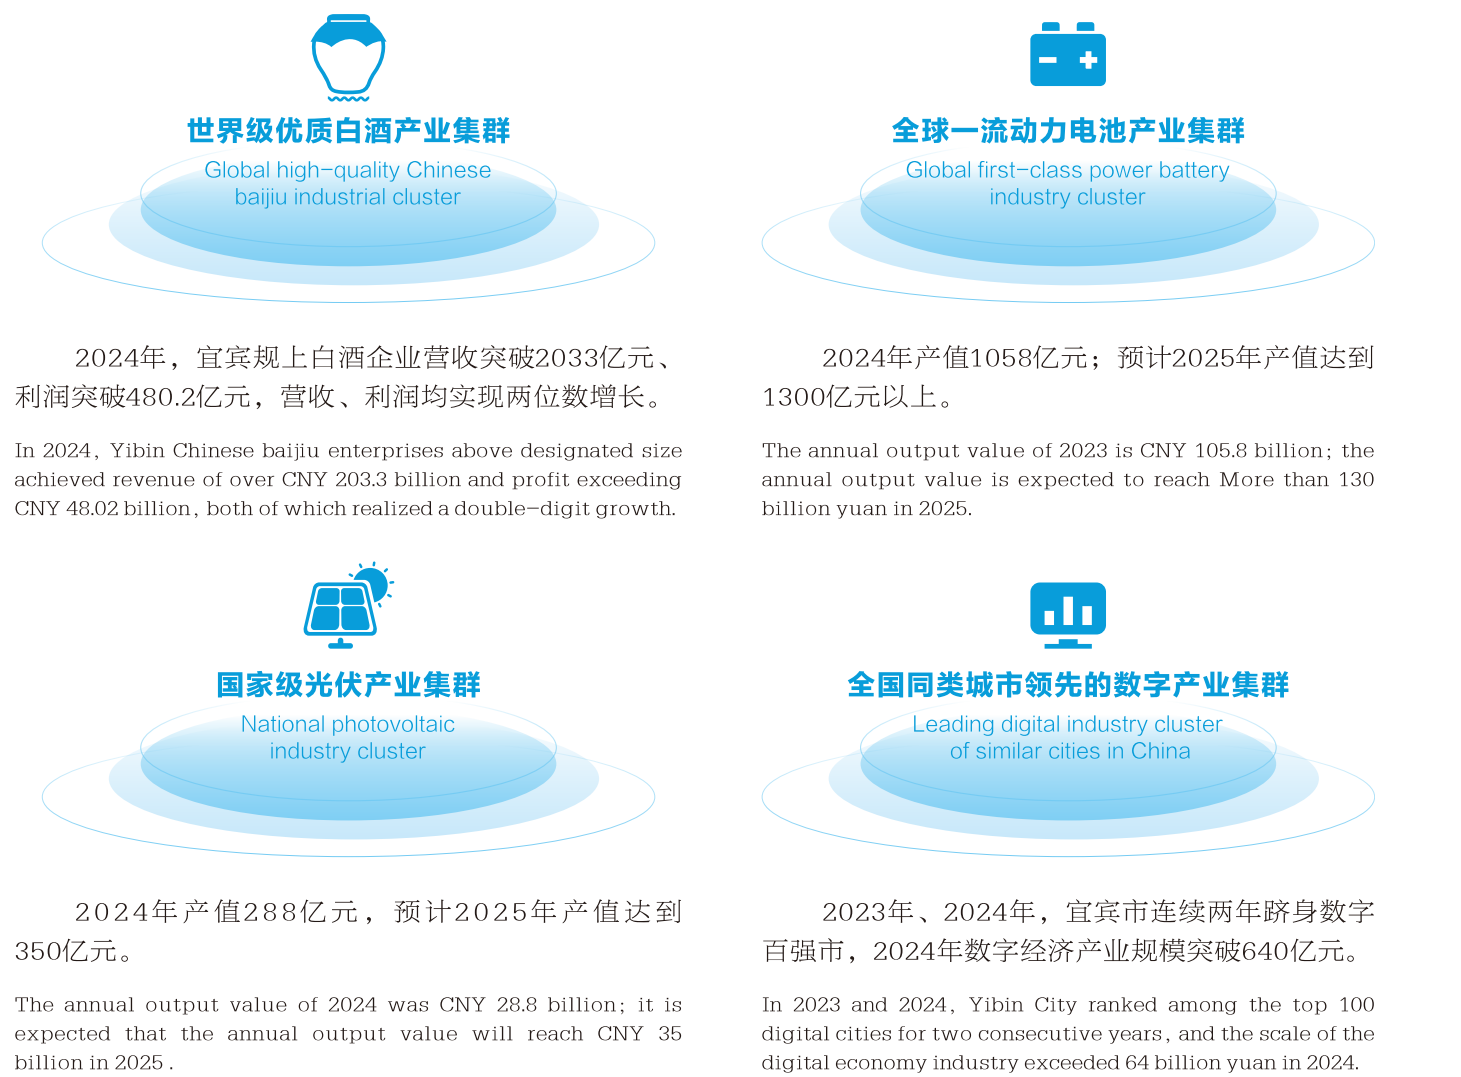 世界级优质白酒产业集群
Global high-quality Chinese
baijiu industrial cluster
2024年，宜宾规上白酒企业营收突破2033亿元、
利润突破480.2亿元，营收、利润均实现两位数增长。
In 2024, Yibin Chinese baijiu enterprises above designated size
achieved revenue of over CNY 203.3 billion and profit exceeding
CNY 48.02 billion, both of which realized a double-digit growth.
全球一流动力电池产业集群
Global first-class power battery
industry cluster
2024年产值1058亿元；预计2025年产值达到
1300亿元以上。
The annual output value of 2023 is CNY 105.8 billion; the
annual output value is expected to reach More than 130
billion yuan in 2025.
国家级光伏产业集群
National photovoltaic
industry cluster
2024年产值288亿元，预计2025年产值达到
350亿元。
The annual output value of 2024 was CNY 28.8 billion; it is
expected that the annual output value will reach CNY 35
billion in 2025 .
全国同类城市领先的数字产业集群
Leading digital industry cluster
of similar cities in China
2023年、2024年，宜宾市连续两年跻身数字
百强市，2024年数字经济产业规模突破640亿元。
In 2023 and 2024, Yibin City ranked among the top 100
digital cities for two consecutive years, and the scale of the
digital economy industry exceeded 64 billion yuan in 2024.